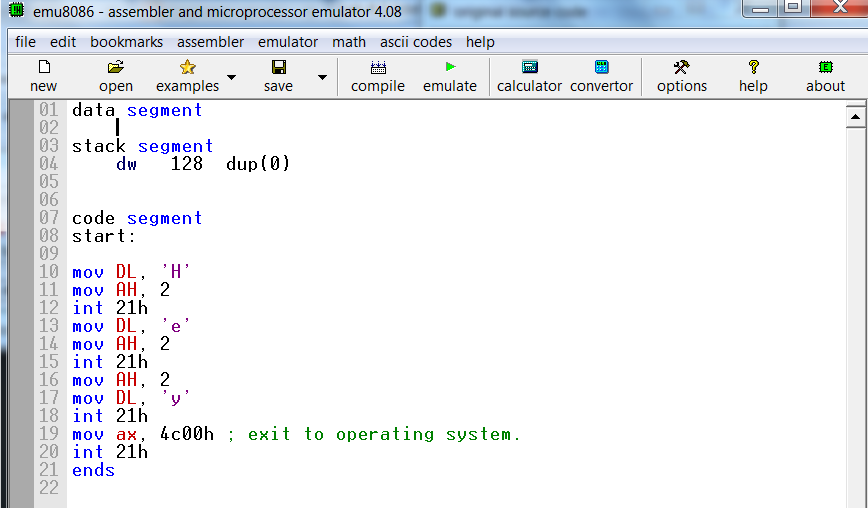 emu8086 - assembler and microprocessor emulator 4.08
original source code
file edit bookmarks assembler emulator math ascii codes help
new open examples save compile emulate calculator convertor options help about
01 data segment
02
03 stack segment
04 dw 128 dup(0)
05
06
07 code segment
08 start:
09
10 mov DL, 'H'
11 mov AH, 2
12 int 21h
13 mov DL, 'e'
14 mov AH, 2
15 int 21h
16 mov AH, 2
17 mov DL, 'y'
18 int 21h
19 mov ax, 4c00h ; exit to operating system.
20 int 21h
21 ends
22